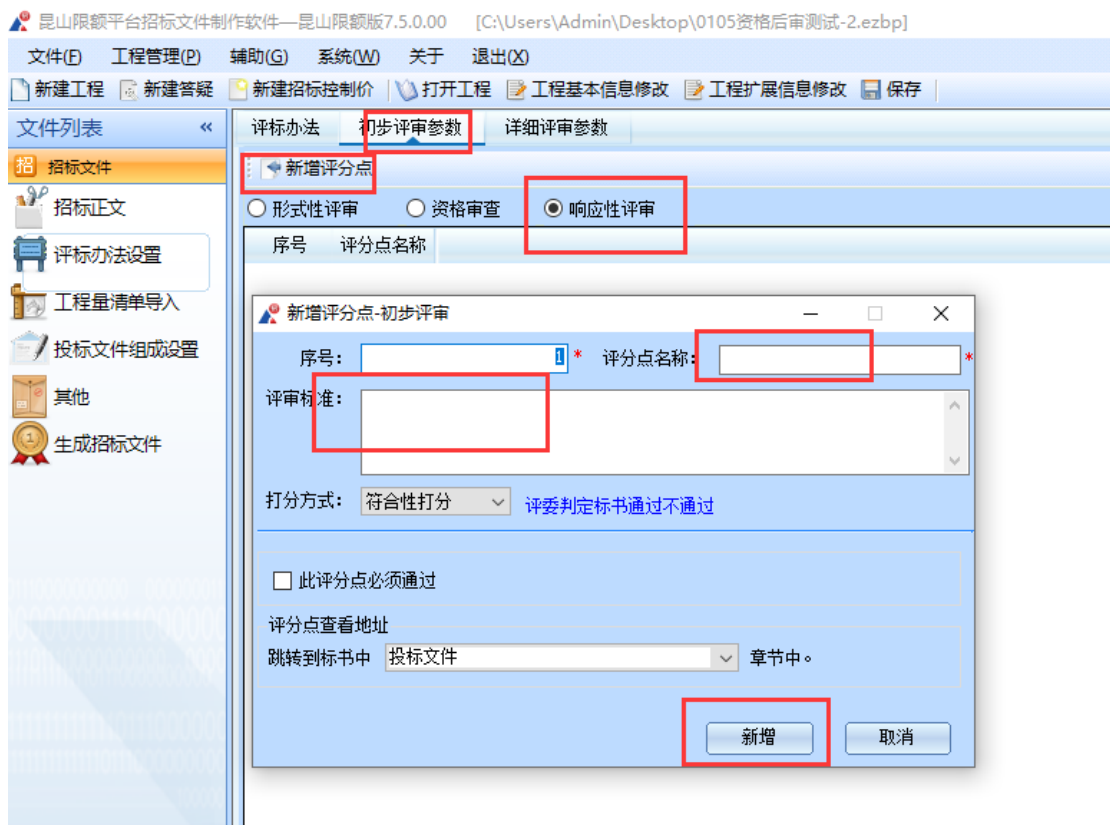 昆山限额平台招标文件制作软件—昆山限额版7.5.0.00 [C:\Users\Admin\Desktop\0105资格后审测试-2.ezbp]
文件(F) 工程管理(P) 辅助(G) 系统(W) 关于 退出(X)
新建工程 新建答疑 新建招标控制价 打开工程 工程基本信息修改 工程扩展信息修改 保存
文件列表 «
评标办法 初步评审参数 详细评审参数
招 招标文件
新增评分点
招标正文
形式性评审 资格审查 响应性评审
序号 评分点名称
评标办法设置
工程量清单导入
投标文件组成设置
其他
生成招标文件
新增评分点-初步评审
序号: 1 * 评分点名称: *
评审标准:
打分方式: 符合性打分 评委判定标书通过不通过
此评分点必须通过
评分点查看地址
跳转到标书中 投标文件 章节中。
新增 取消